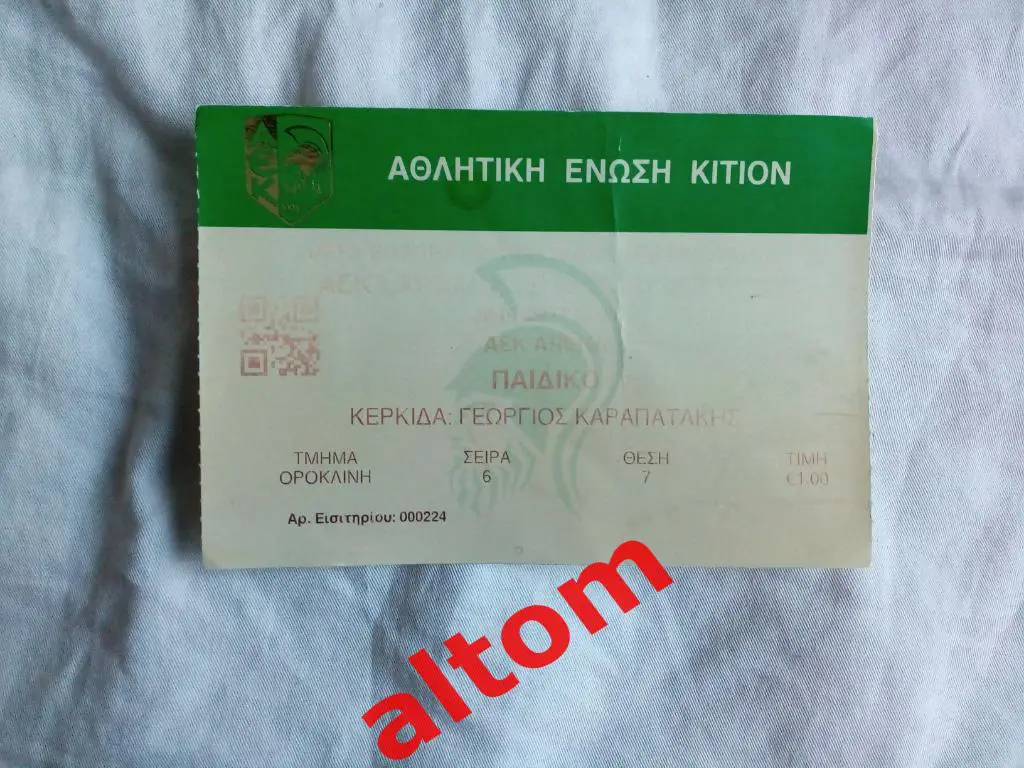 ΑΘΛΗΤΙΚΗ ΕΝΩΣΗ ΚΙΤΙΟΝ
ΑΕΚ
ΑΕΚ
ΠΑΙΔΙΚΟ
ΚΕΡΚΙΔΑ: ΓΕΩΡΓΙΟΣ ΚΑΡΑΠΑΤΑΚΗΣ
ΤΜΗΜΑ ΣΕΙΡΑ ΘΕΣΗ ΤΙΜΗ
ΟΡΟΚΛΙΝΗ 6 7 €1.00
Αρ. Εισιτηρίου: 000224
altom